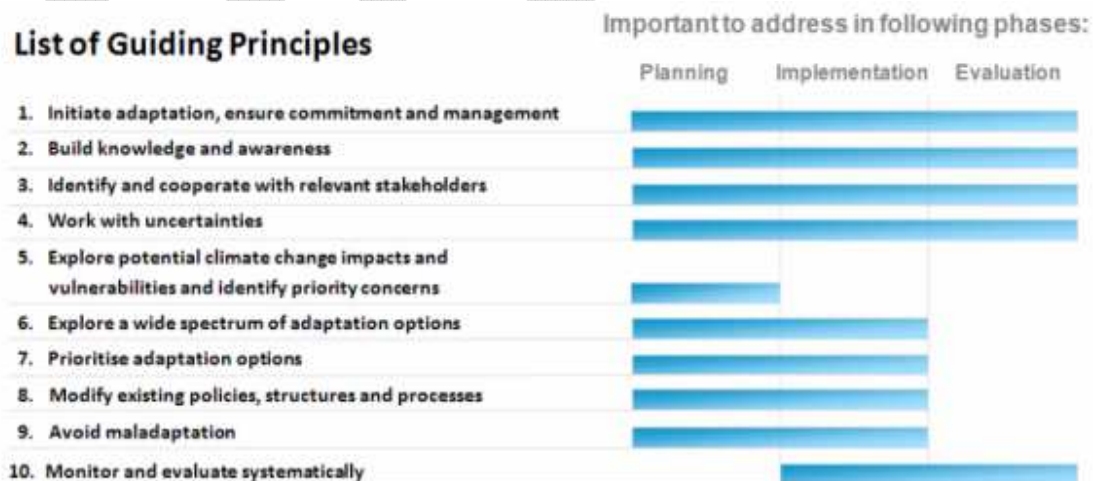 Important to address in following phases:
List of Guiding Principles
Planning Implementation Evaluation
1. Initiate adaptation, ensure commitment and management
2. Build knowledge and awareness
3. Identify and cooperate with relevant stakeholders
4. Work with uncertainties
5. Explore potential climate change impacts and
vulnerabilities and identify priority concerns
6. Explore a wide spectrum of adaptation options
7. Prioritise adaptation options
8. Modify existing policies, structures and processes
9. Avoid maladaptation
10. Monitor and evaluate systematically